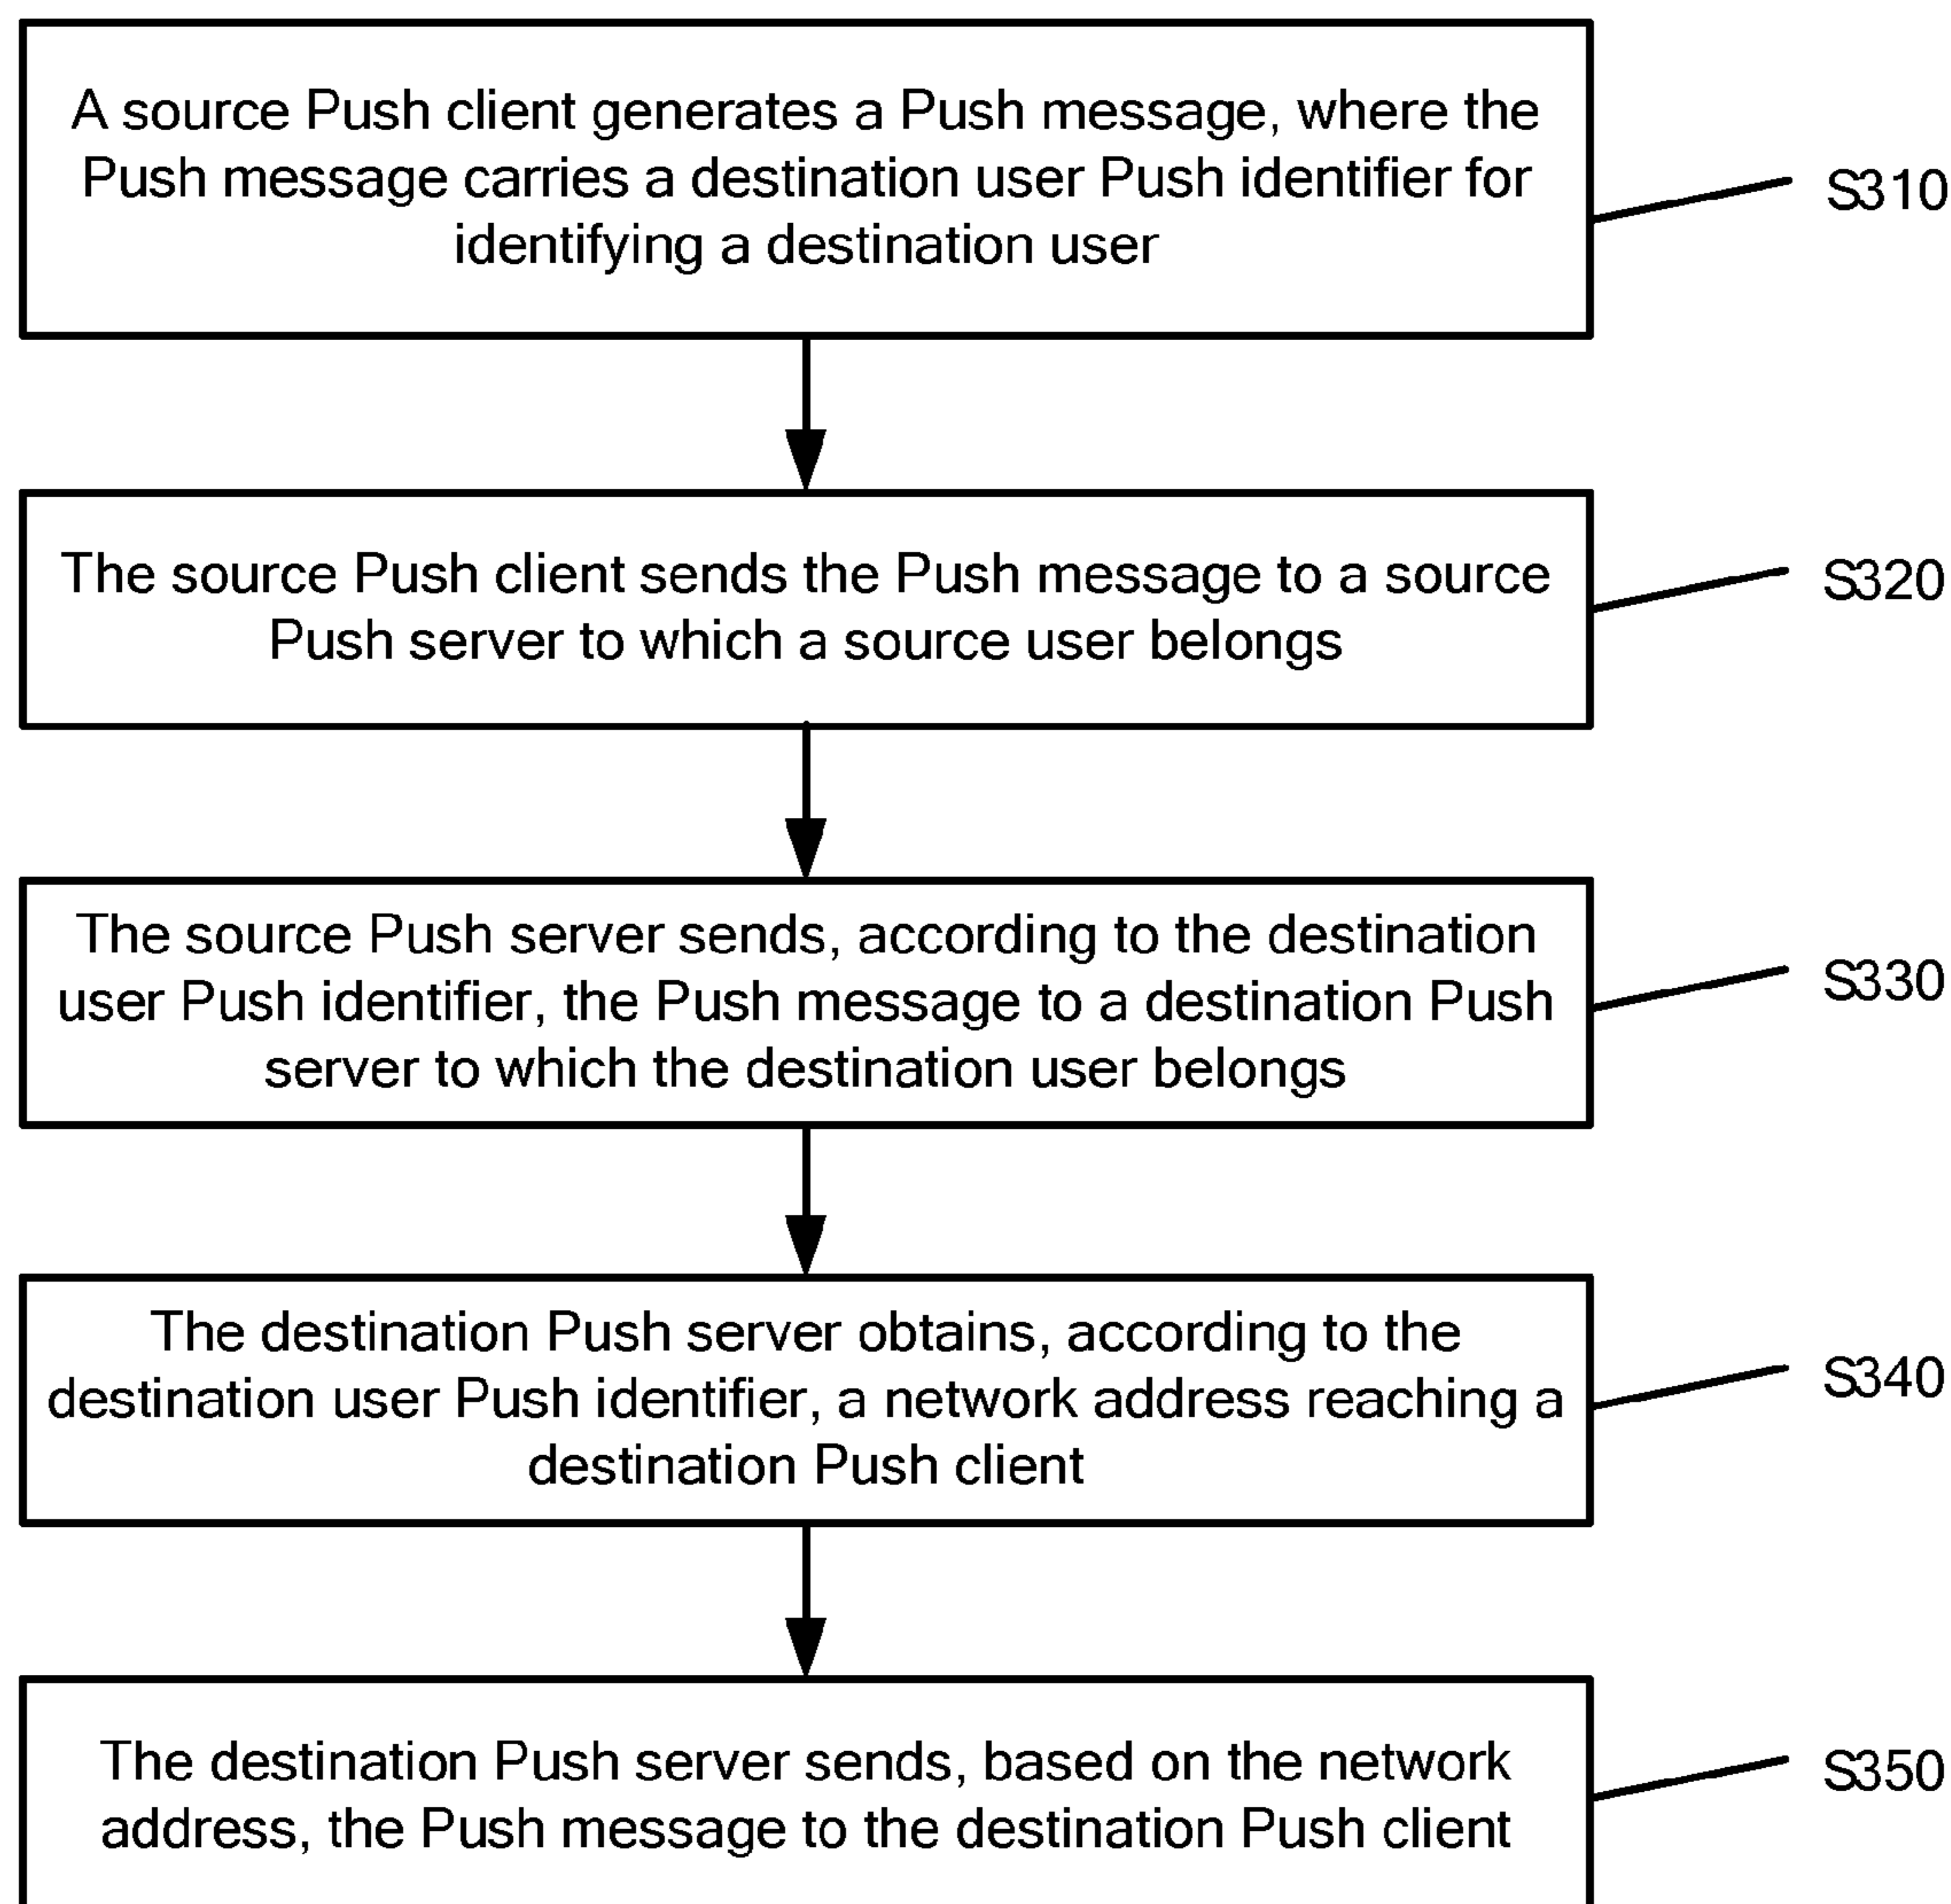 A source Push client generates a Push message, where the
Push message carries a destination user Push identifier for
identifying a destination user
S310
The source Push client sends the Push message to a source
Push server to which a source user belongs
S320
The source Push server sends, according to the destination
user Push identifier, the Push message to a destination Push
server to which the destination user belongs
S330
The destination Push server obtains, according to the
destination user Push identifier, a network address reaching a
destination Push client
S340
The destination Push server sends, based on the network
address, the Push message to the destination Push client
S350